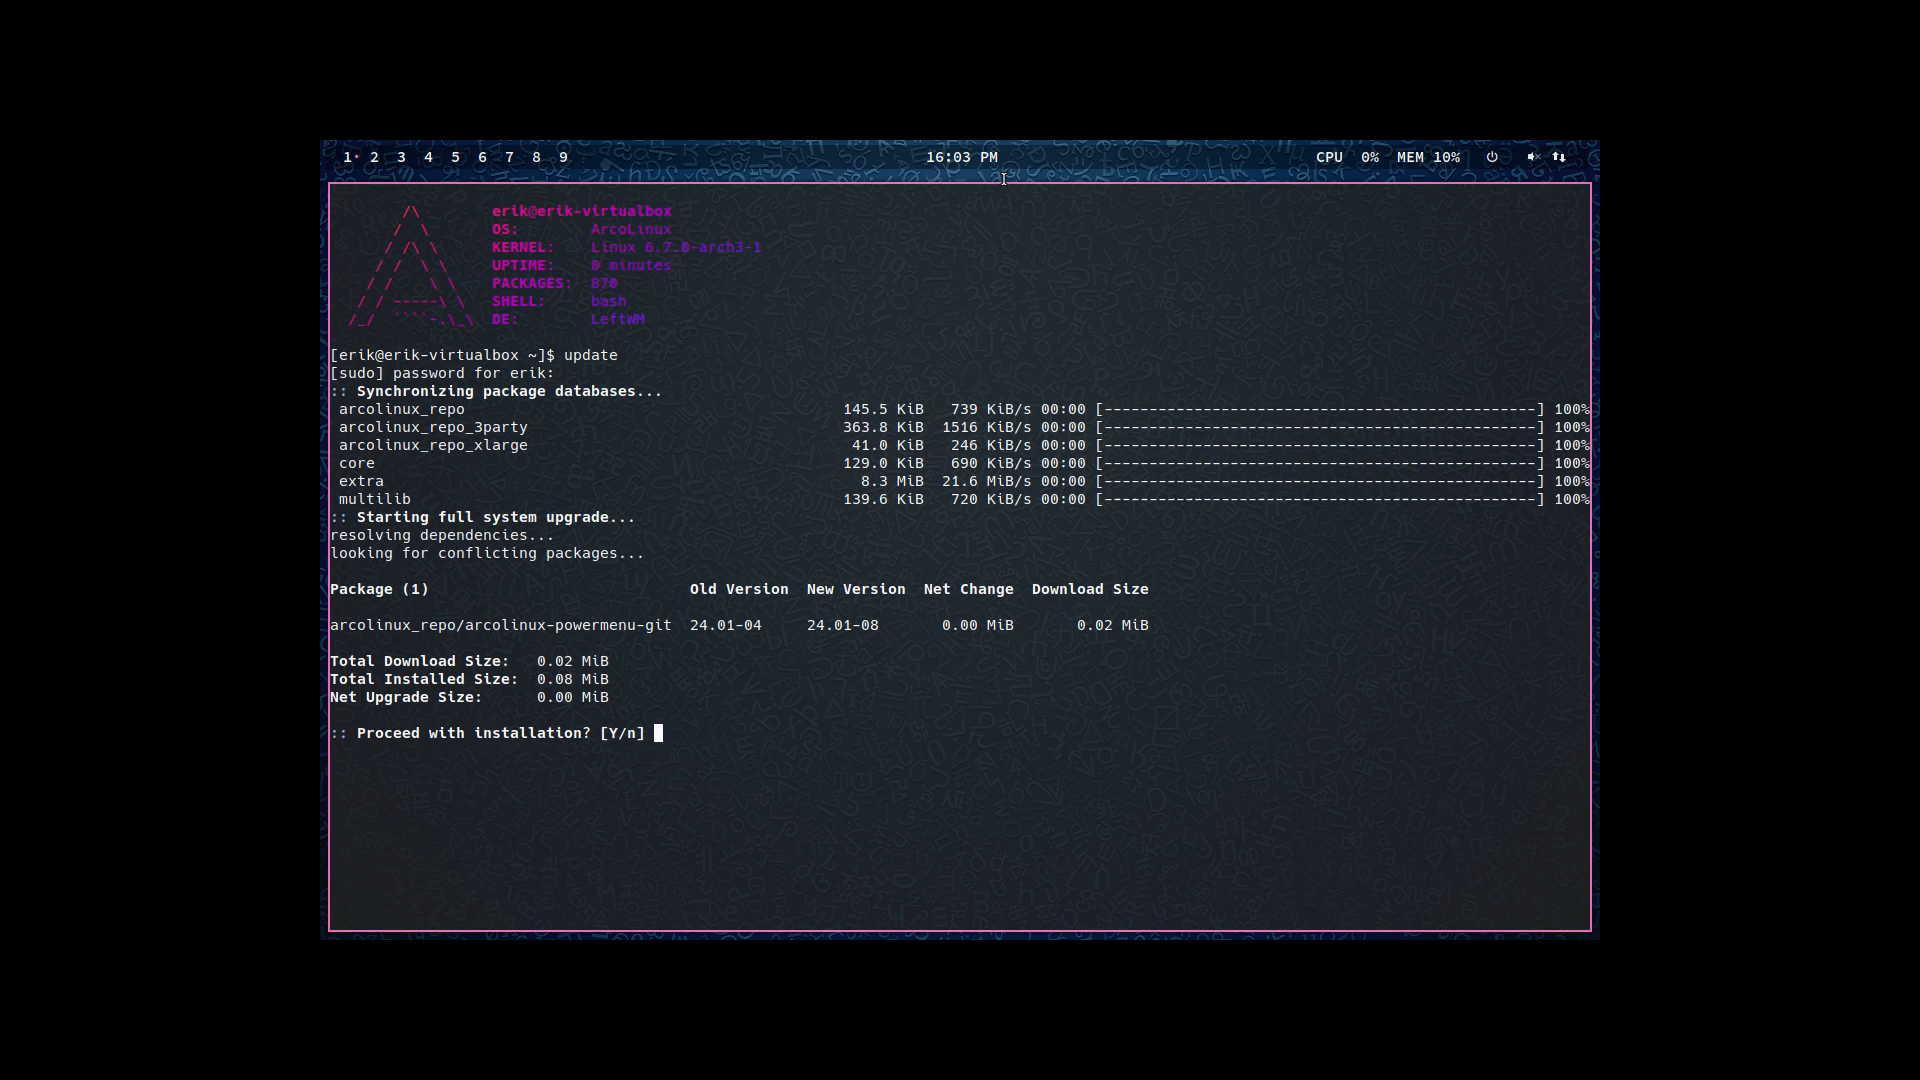 1 2 3 4 5 6 7 8 9 16:03 PM CPU 0% MEM 10%
/\ erik@erik-virtualbox
/  \ OS: ArcoLinux
/ /\ \ KERNEL: Linux 6.7.0-arch3-1
/ /  \ \ UPTIME: 0 minutes
/ /    \ \ PACKAGES: 870
/ / -----\ \ SHELL: bash
/_/  ````-.\_\ DE: LeftWM
[erik@erik-virtualbox ~]$ update
[sudo] password for erik:
:: Synchronizing package databases...
arcolinux_repo 145.5 KiB 739 KiB/s 00:00 [------------------------------------------------] 100%
arcolinux_repo_3party 363.8 KiB 1516 KiB/s 00:00 [------------------------------------------------] 100%
arcolinux_repo_xlarge 41.0 KiB 246 KiB/s 00:00 [------------------------------------------------] 100%
core 129.0 KiB 690 KiB/s 00:00 [------------------------------------------------] 100%
extra 8.3 MiB 21.6 MiB/s 00:00 [------------------------------------------------] 100%
multilib 139.6 KiB 720 KiB/s 00:00 [------------------------------------------------] 100%
:: Starting full system upgrade...
resolving dependencies...
looking for conflicting packages...
Package (1) Old Version New Version Net Change Download Size
arcolinux_repo/arcolinux-powermenu-git 24.01-04 24.01-08 0.00 MiB 0.02 MiB
Total Download Size: 0.02 MiB
Total Installed Size: 0.08 MiB
Net Upgrade Size: 0.00 MiB
:: Proceed with installation? [Y/n]